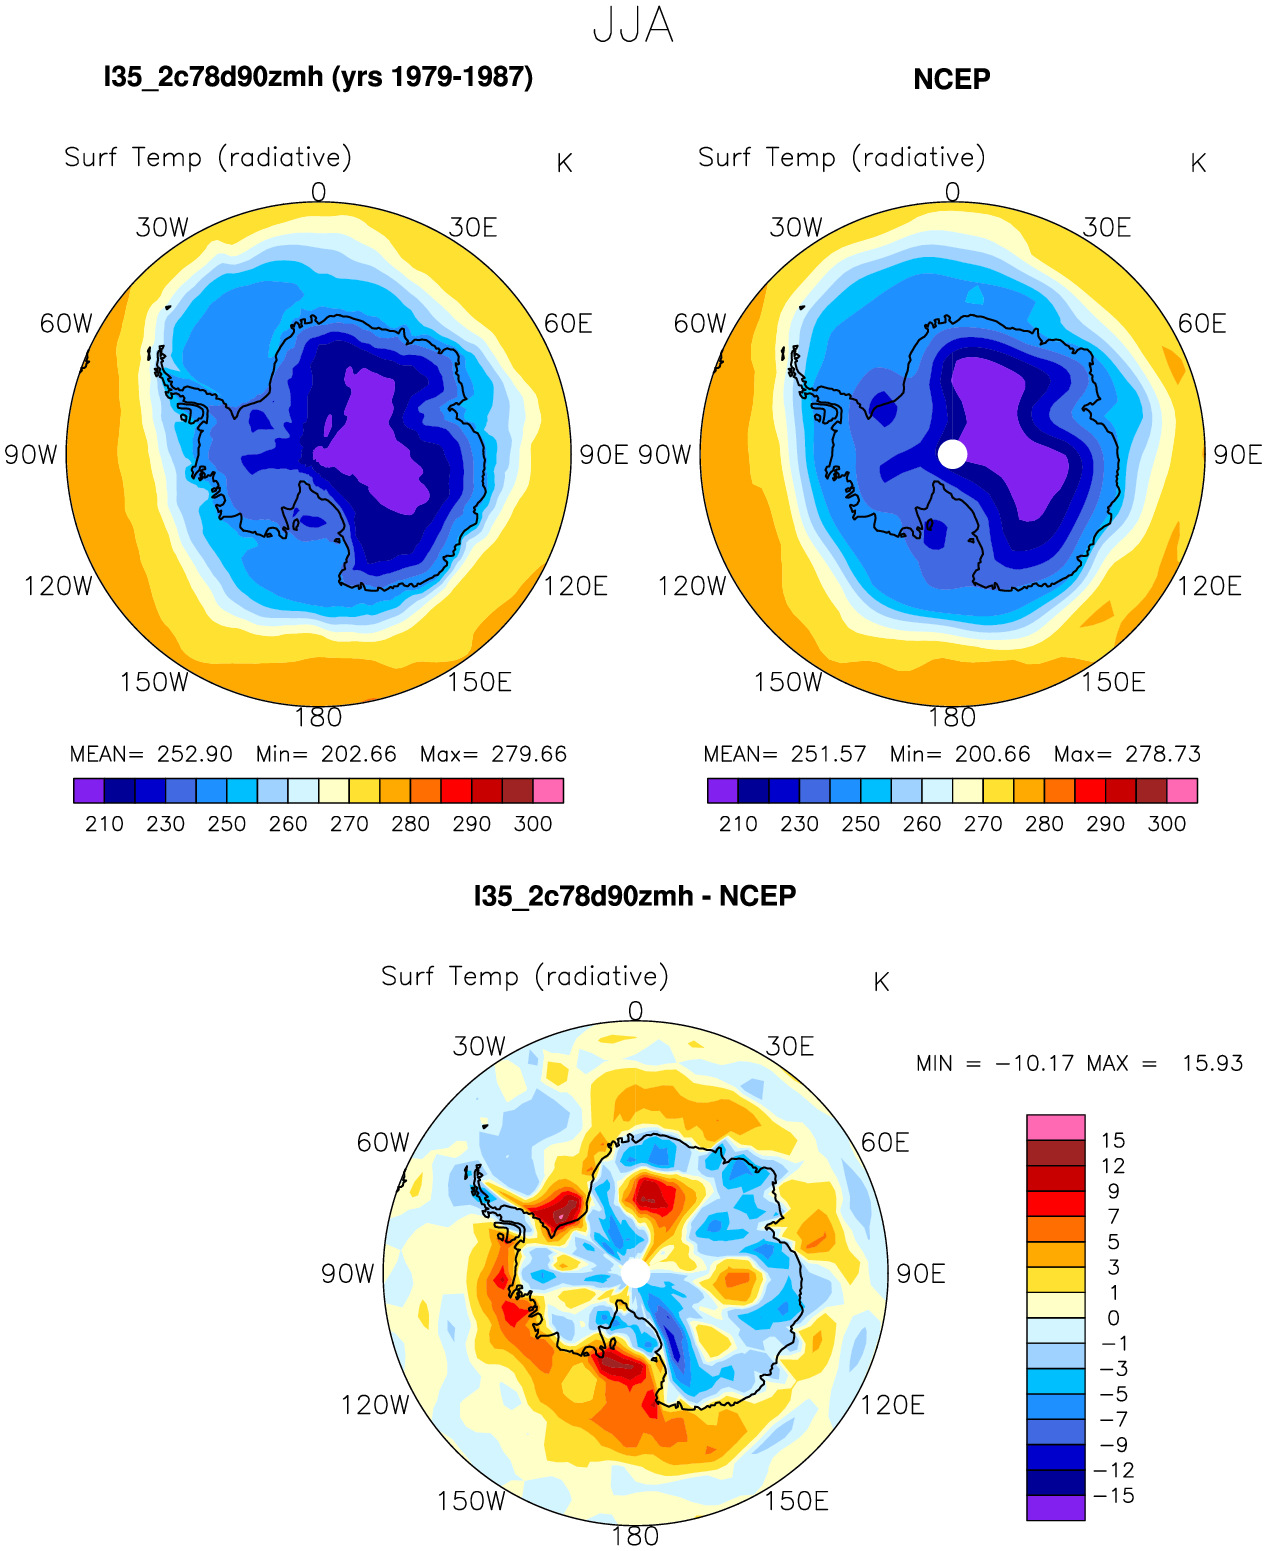 JJA
l35_2c78d90zmh (yrs 1979-1987)
NCEP
Surf Temp (radiative) K
Surf Temp (radiative) K
0
30W 30E
60W 60E
90W 90E
120W 120E
150W 150E
180
0
30W 30E
60W 60E
90W 90E
120W 120E
150W 150E
180
MEAN= 252.90 Min= 202.66 Max= 279.66
210 230 250 260 270 280 290 300
MEAN= 251.57 Min= 200.66 Max= 278.73
210 230 250 260 270 280 290 300
l35_2c78d90zmh - NCEP
Surf Temp (radiative) K
0
30W 30E
60W 60E
90W 90E
120W 120E
150W 150E
180
MIN = −10.17 MAX = 15.93
15
12
9
7
5
3
1
0
−1
−3
−5
−7
−9
−12
−15